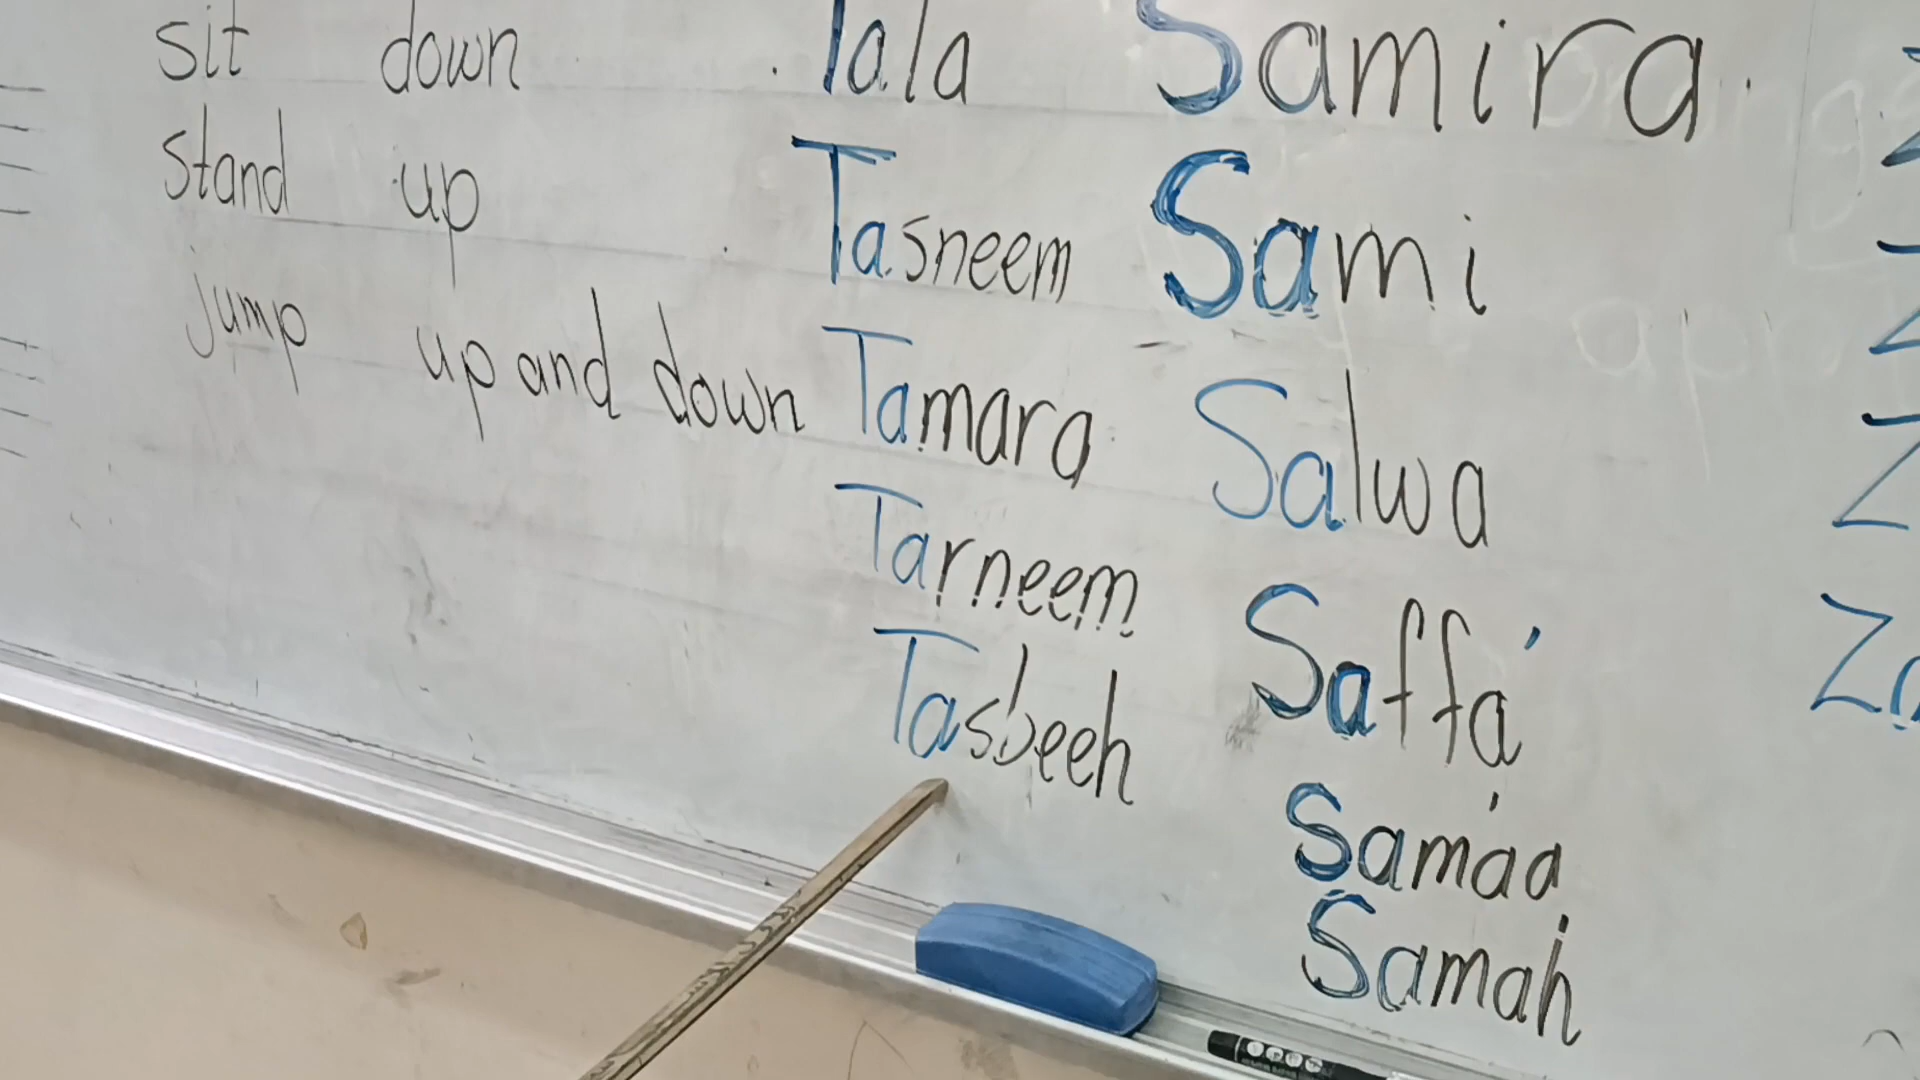 sit down
stand up
jump up and down
Tala
Tasneem
Tamara
Tarneem
Tasbeeh
Samira
Sami
Salwa
Saffa'
Samaa'
Samah
Za